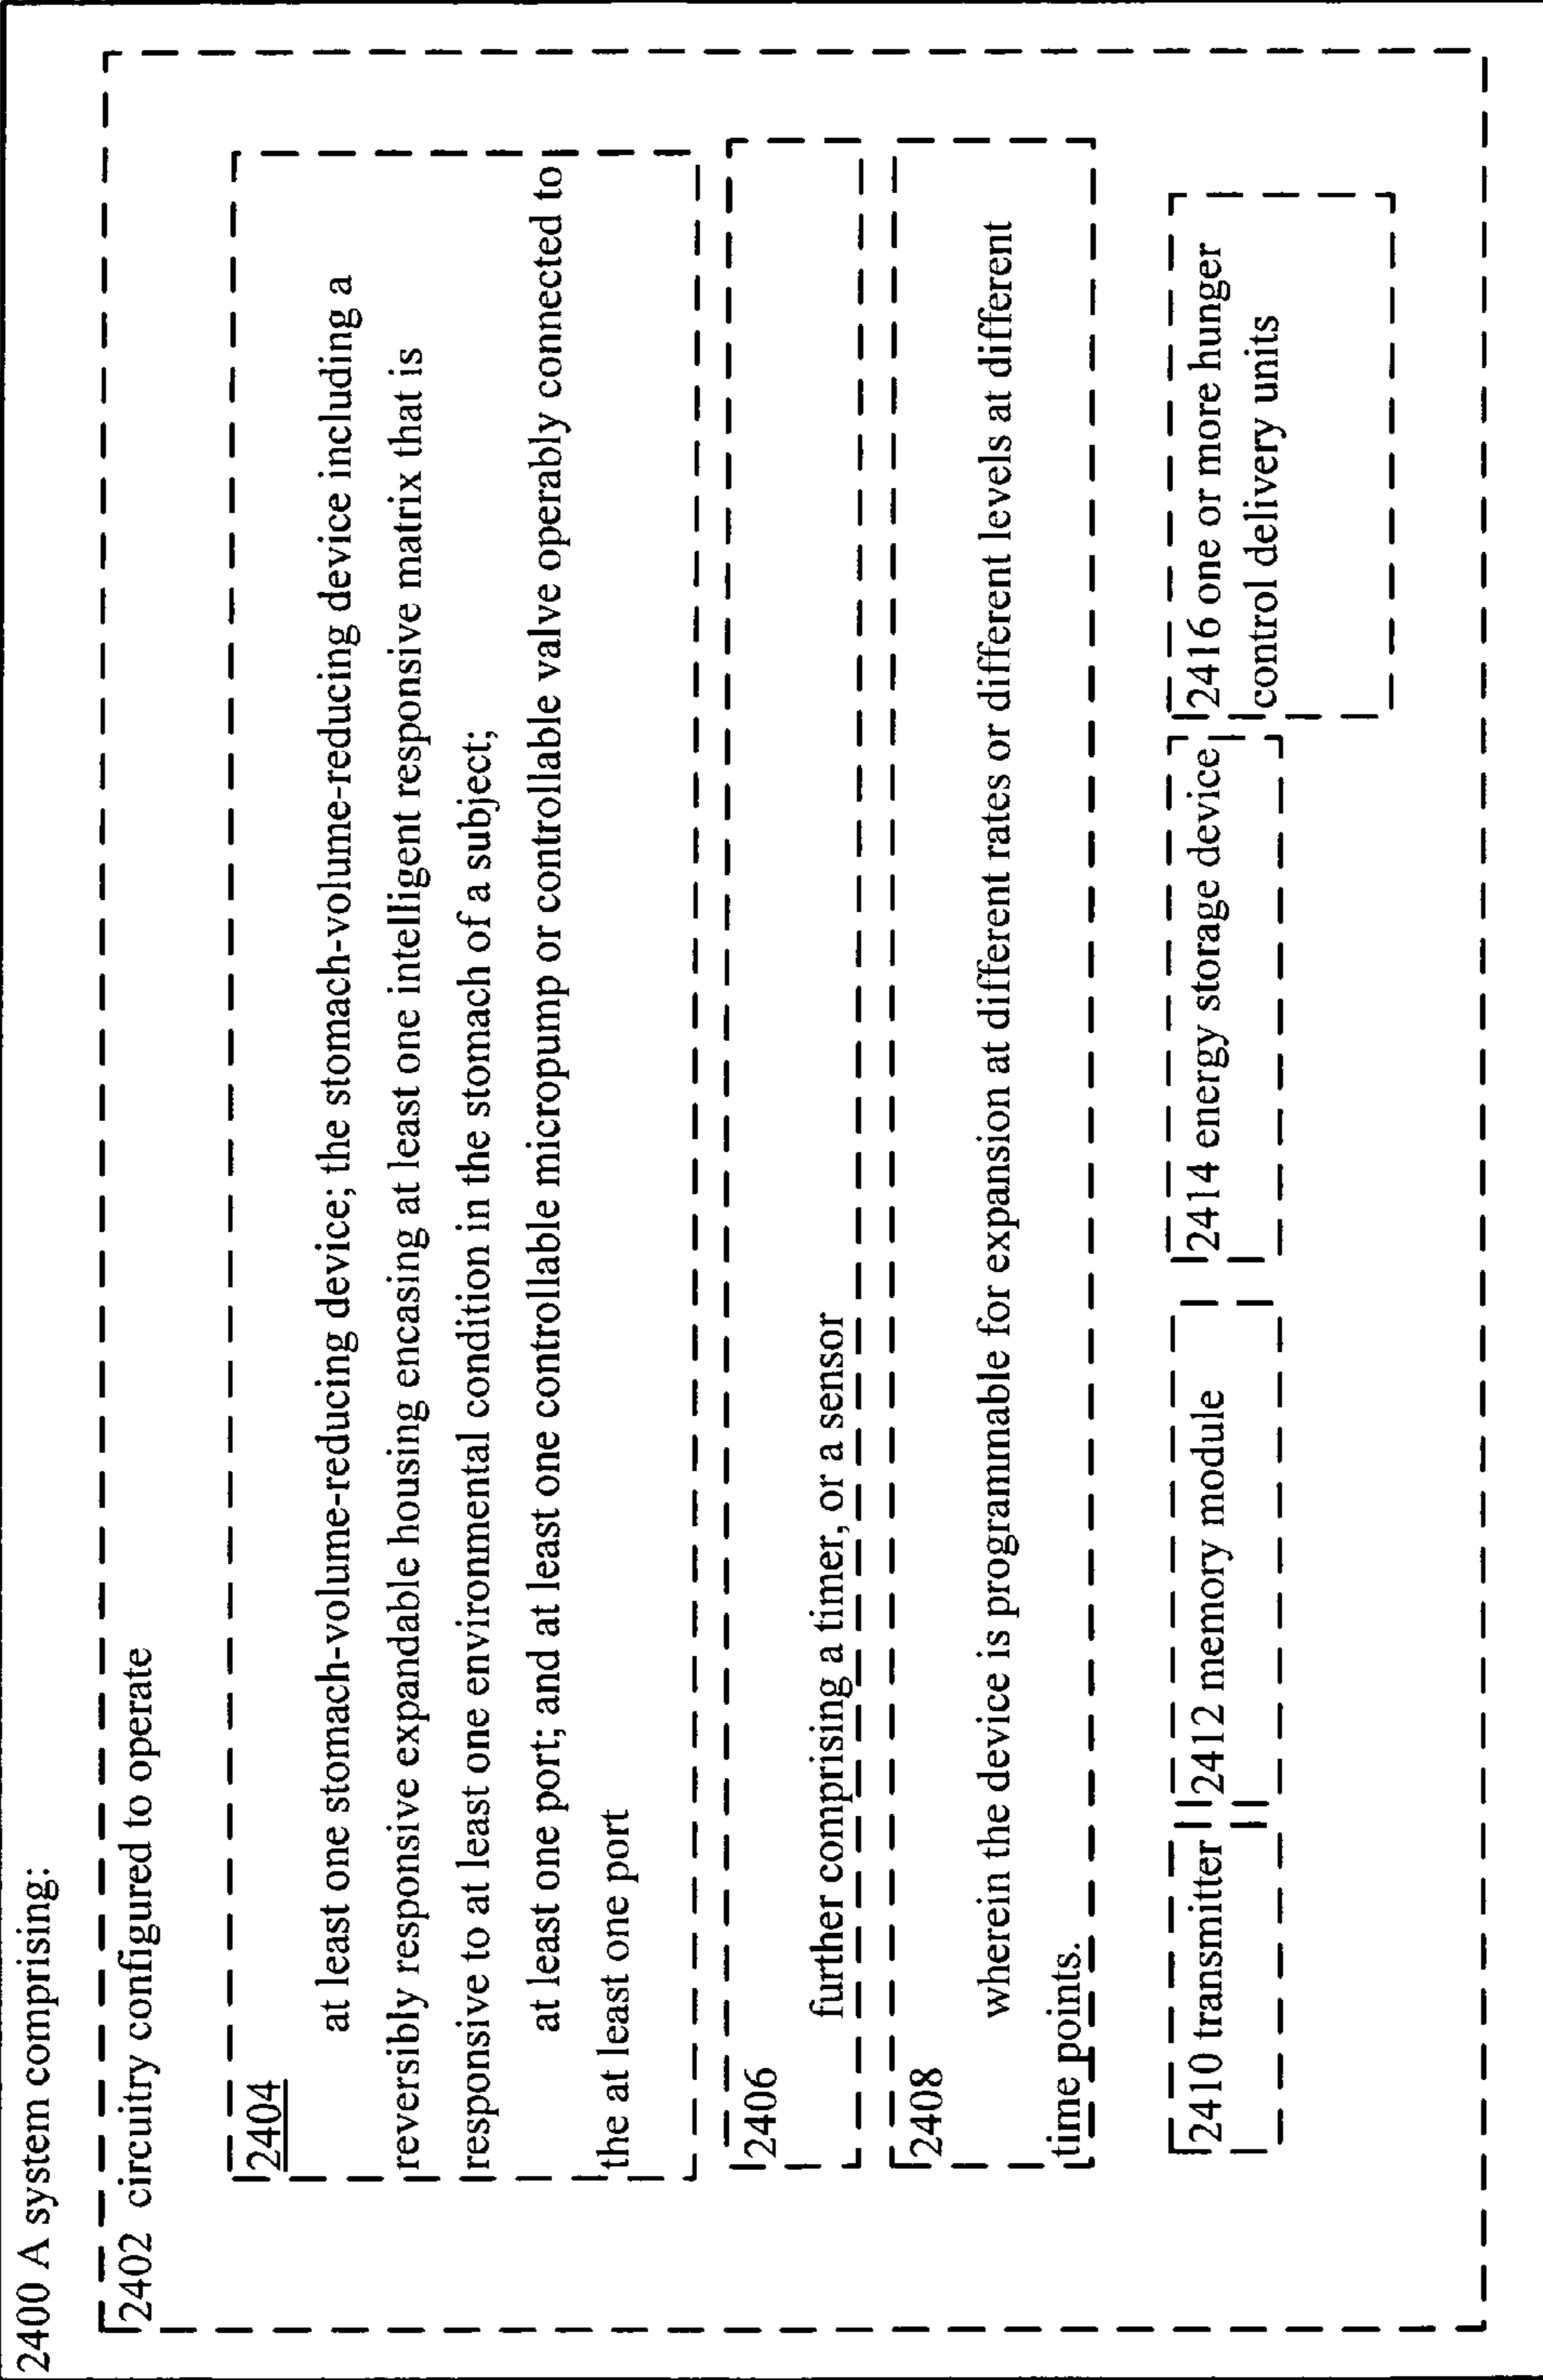 2400 A system comprising:
2402 circuitry configured to operate
2404
at least one stomach-volume-reducing device; the stomach-volume-reducing device including a
reversibly responsive expandable housing encasing at least one intelligent responsive matrix that is
responsive to at least one environmental condition in the stomach of a subject;
at least one port; and at least one controllable micropump or controllable valve operably connected to
the at least one port
2406
further comprising a timer, or a sensor
2408
wherein the device is programmable for expansion at different rates or different levels at different
time points.
2410 transmitter
2412 memory module
2414 energy storage device
2416 one or more hunger
control delivery units